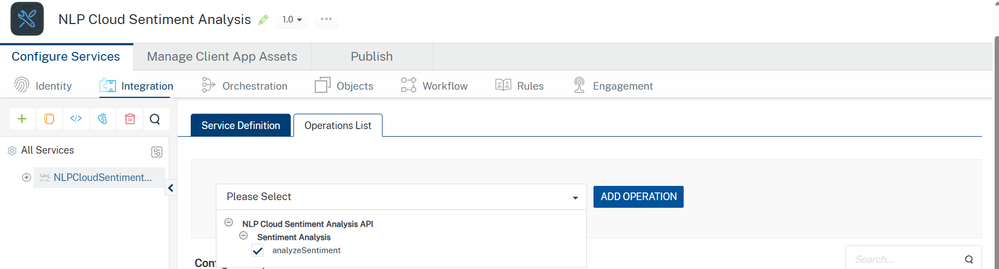 NLP Cloud Sentiment Analysis 1.0
Configure Services Manage Client App Assets Publish
Identity Integration Orchestration Objects Workflow Rules Engagement
</>
Service Definition Operations List
All Services
NLPCloudSentiment...
Please Select ADD OPERATION
NLP Cloud Sentiment Analysis API
Sentiment Analysis
analyzeSentiment
Search...